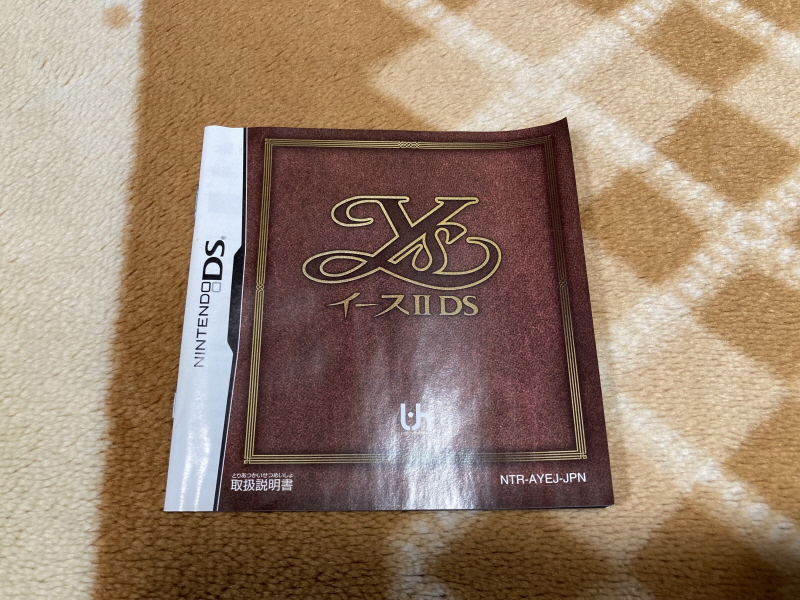 NINTENDO DS®
Ys
イースII DS
UH
とりあつかいせつめいしょ
取扱説明書
NTR-AYEJ-JPN